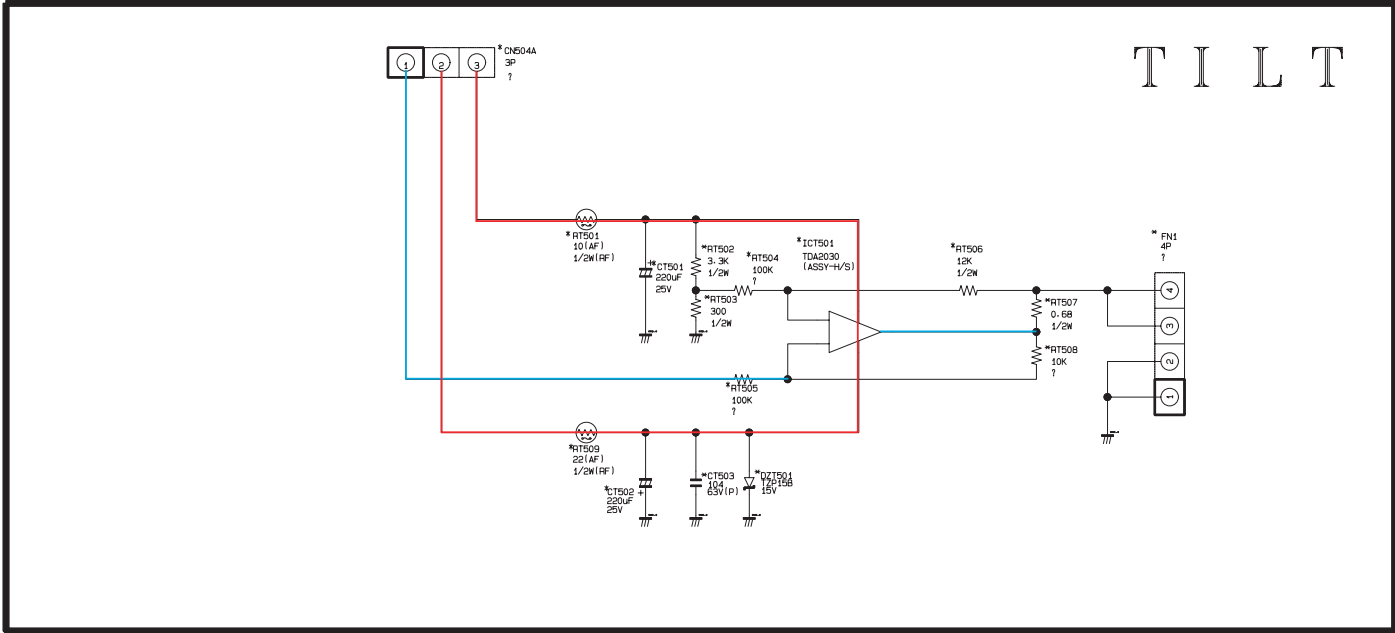 T I L T
1 2 3
*CN504A
3P
?
*RT501
10(AF)
1/2W(RF)
+*CT501
220uF
25V
*RT502
3.3K
1/2W
*RT503
300
1/2W
*RT504
100K
?
*ICT501
TDA2030
(ASSY-H/S)
*RT506
12K
1/2W
*RT507
0.68
1/2W
*RT508
10K
?
* FN1
4P
?
4
3
2
1
*RT505
100K
?
*RT509
22(AF)
1/2W(RF)
*CT502 +
220uF
25V
*CT503
104
63V(P)
*DZT501
TZP15B
15V